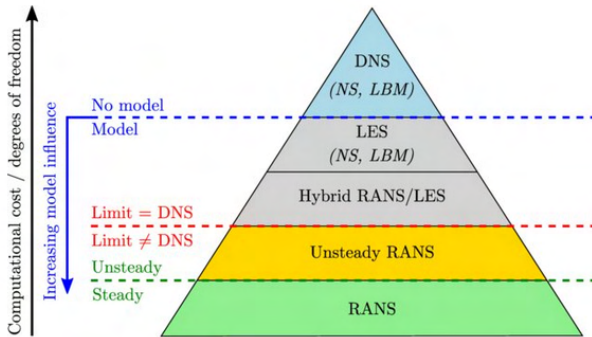 Computational cost / degrees of freedom
Increasing model influence
DNS
(NS, LBM)
No model
Model
LES
(NS, LBM)
Hybrid RANS/LES
Limit = DNS
Limit ≠ DNS
Unsteady RANS
Unsteady
Steady
RANS